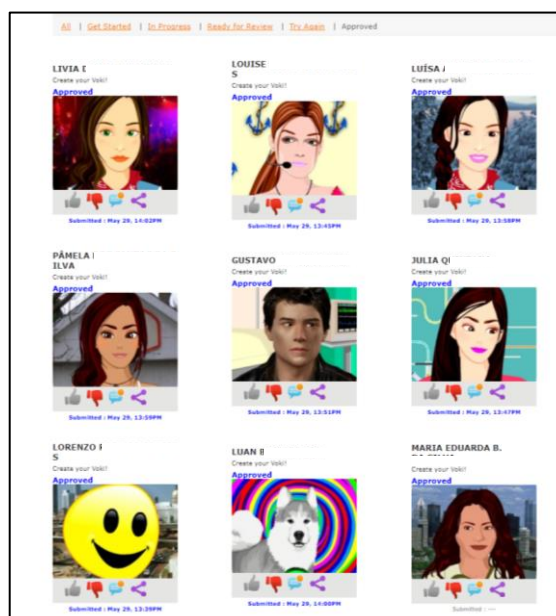 All | Get Started | In Progress | Ready for Review | Try Again | Approved
LIVIA
Create your Voki!
Approved
Submitted : May 29, 14:02PM
LOUISE
S
Create your Voki!
Approved
Submitted : May 29, 13:45PM
LUÍSA
Create your Voki!
Approved
Submitted : May 29, 13:58PM
PÂMELA
ILVA
Create your Voki!
Approved
Submitted : May 29, 13:59PM
GUSTAVO
Create your Voki!
Approved
Submitted : May 29, 13:51PM
JULIA
Create your Voki!
Approved
Submitted : May 29, 13:47PM
LORENZO
S
Create your Voki!
Approved
Submitted : May 29, 13:39PM
LUAN
Create your Voki!
Approved
Submitted : May 29, 14:00PM
MARIA EDUARDA B.
Create your Voki!
Approved
Submitted : ---